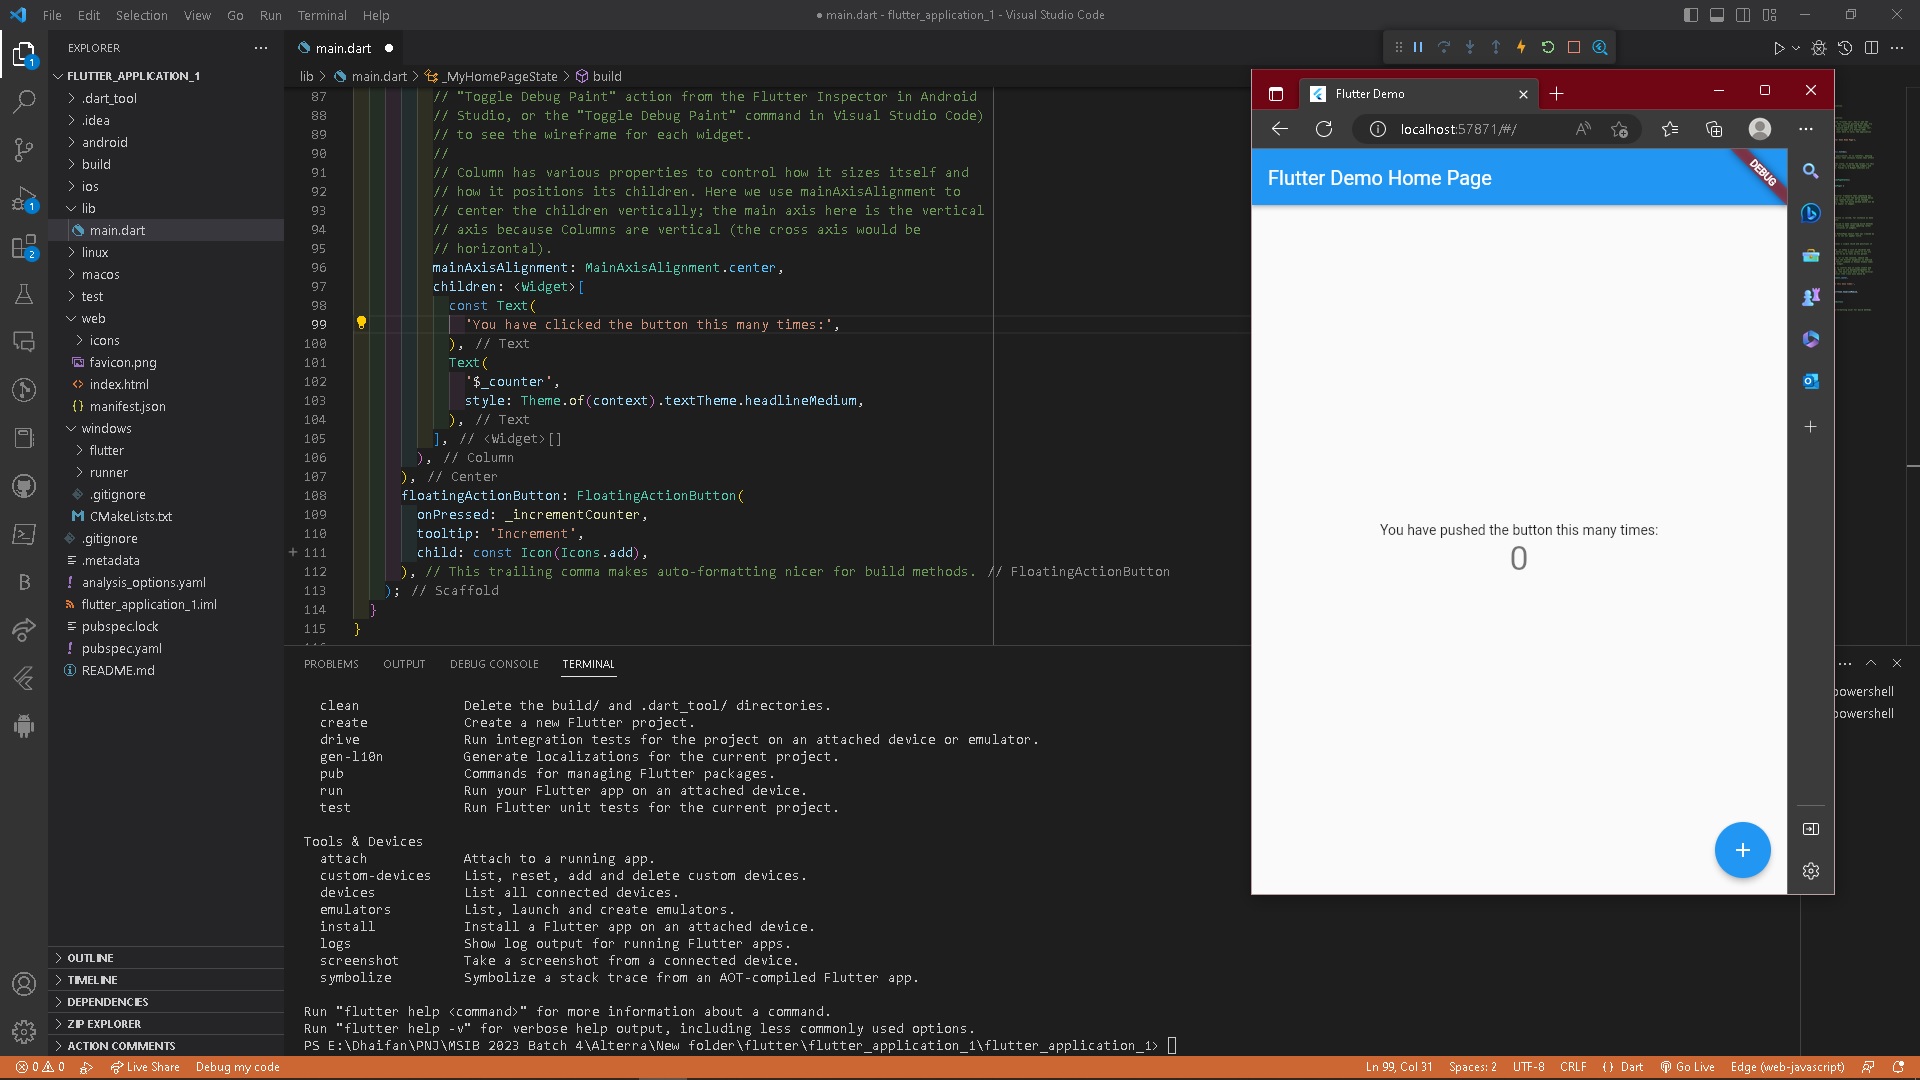 File Edit Selection View Go Run Terminal Help
● main.dart - flutter_application_1 - Visual Studio Code
EXPLORER
FLUTTER_APPLICATION_1
.dart_tool
.idea
android
build
ios
lib
main.dart
linux
macos
test
web
icons
favicon.png
index.html
manifest.json
windows
flutter
runner
.gitignore
CMakeLists.txt
.gitignore
.metadata
analysis_options.yaml
flutter_application_1.iml
pubspec.lock
pubspec.yaml
README.md
OUTLINE
TIMELINE
DEPENDENCIES
ZIP EXPLORER
ACTION COMMENTS
main.dart ●
lib > main.dart > _MyHomePageState > build
87 // "Toggle Debug Paint" action from the Flutter Inspector in Android
88 // Studio, or the "Toggle Debug Paint" command in Visual Studio Code)
89 // to see the wireframe for each widget.
90 //
91 // Column has various properties to control how it sizes itself and
92 // how it positions its children. Here we use mainAxisAlignment to
93 // center the children vertically; the main axis here is the vertical
94 // axis because Columns are vertical (the cross axis would be
95 // horizontal).
96 mainAxisAlignment: MainAxisAlignment.center,
97 children: <Widget>[
98 const Text(
99 'You have clicked the button this many times:',
100 ), // Text
101 Text(
102 '$_counter',
103 style: Theme.of(context).textTheme.headlineMedium,
104 ), // Text
105 ], // <Widget>[]
106 ), // Column
107 ), // Center
108 floatingActionButton: FloatingActionButton(
109 onPressed: _incrementCounter,
110 tooltip: 'Increment',
111 child: const Icon(Icons.add),
112 ), // This trailing comma makes auto-formatting nicer for build methods. // FloatingActionButton
113 ); // Scaffold
114 }
115 }
PROBLEMS OUTPUT DEBUG CONSOLE TERMINAL
clean Delete the build/ and .dart_tool/ directories.
create Create a new Flutter project.
drive Run integration tests for the project on an attached device or emulator.
gen-l10n Generate localizations for the current project.
pub Commands for managing Flutter packages.
run Run your Flutter app on an attached device.
test Run Flutter unit tests for the current project.
Tools & Devices
attach Attach to a running app.
custom-devices List, reset, add and delete custom devices.
devices List all connected devices.
emulators List, launch and create emulators.
install Install a Flutter app on an attached device.
logs Show log output for running Flutter apps.
screenshot Take a screenshot from a connected device.
symbolize Symbolize a stack trace from an AOT-compiled Flutter app.
Run "flutter help <command>" for more information about a command.
Run "flutter help -v" for verbose help output, including less commonly used options.
PS E:\Dhaifan\PNJ\MSIB 2023 Batch 4\Alterra\New folder\flutter\flutter_application_1\flutter_application_1>
powershell
powershell
Flutter Demo
localhost:57871/#/
Flutter Demo Home Page
DEBUG
You have pushed the button this many times:
0
+
0 0 Live Share Debug my code
Ln 99, Col 31 Spaces: 2 UTF-8 CRLF {} Dart Go Live Edge (web-javascript)